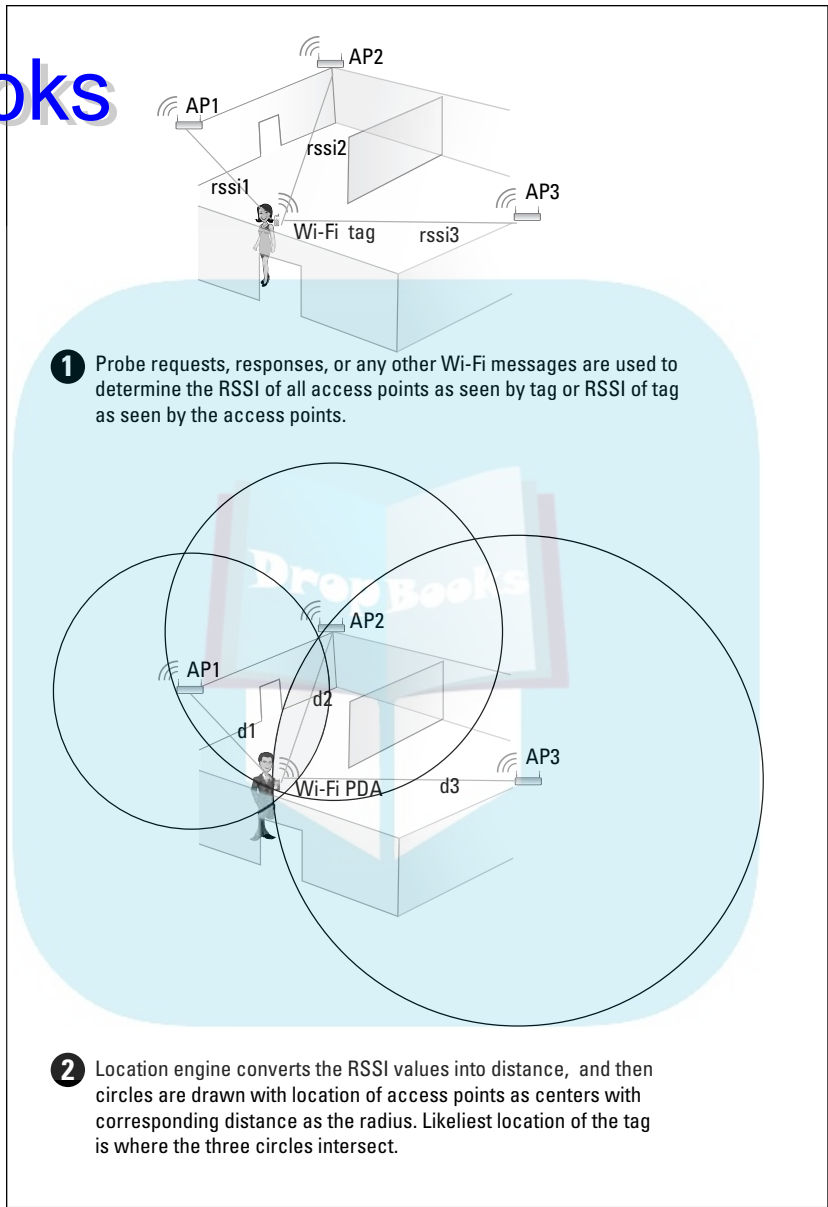 oks
AP2
AP1
rssi2
rssi1
AP3
Wi-Fi tag
rssi3
1 Probe requests, responses, or any other Wi-Fi messages are used to
determine the RSSI of all access points as seen by tag or RSSI of tag
as seen by the access points.
DropBooks
AP2
AP1
d2
d1
AP3
Wi-Fi PDA
d3
2 Location engine converts the RSSI values into distance, and then
circles are drawn with location of access points as centers with
corresponding distance as the radius. Likeliest location of the tag
is where the three circles intersect.